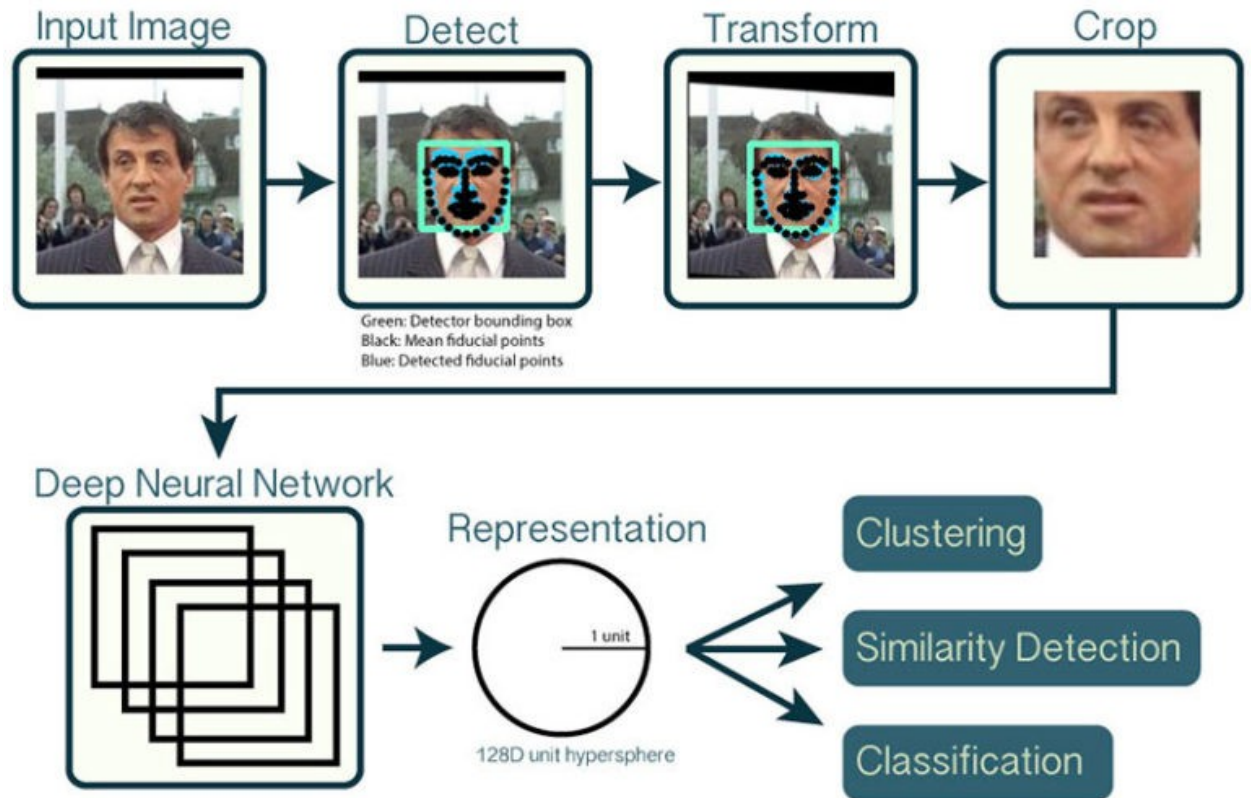 Input Image
Detect
Transform
Crop
Green: Detector bounding box
Black: Mean fiducial points
Blue: Detected fiducial points
Deep Neural Network
Representation
1 unit
128D unit hypersphere
Clustering
Similarity Detection
Classification